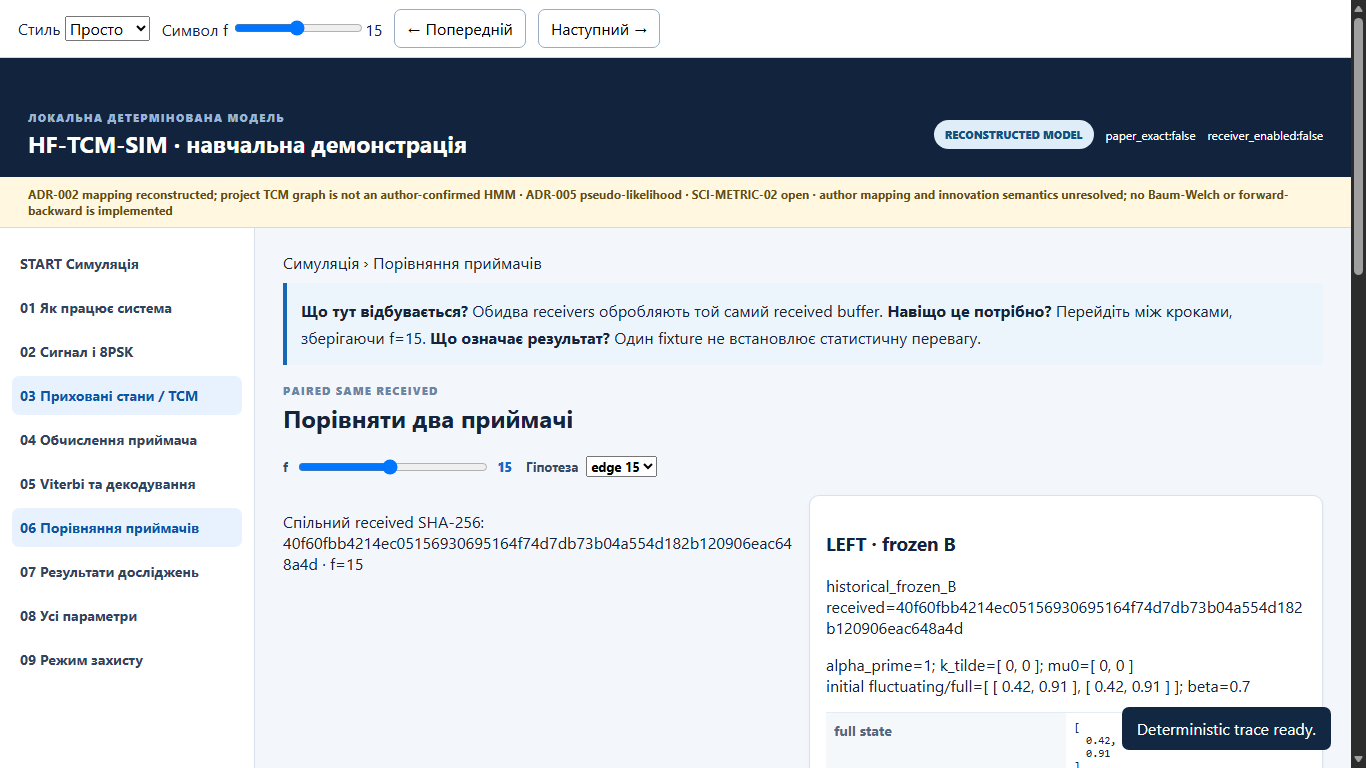 Стиль Просто Символ f 15 ← Попередній Наступний →
ЛОКАЛЬНА ДЕТЕРМІНОВАНА МОДЕЛЬ
HF-TCM-SIM · навчальна демонстрація
RECONSTRUCTED MODEL paper_exact:false receiver_enabled:false
ADR-002 mapping reconstructed; project TCM graph is not an author-confirmed HMM · ADR-005 pseudo-likelihood · SCI-METRIC-02 open · author mapping and innovation semantics unresolved; no Baum-Welch or forward-
backward is implemented
START Симуляція
01 Як працює система
02 Сигнал і 8PSK
03 Приховані стани / TCM
04 Обчислення приймача
05 Viterbi та декодування
06 Порівняння приймачів
07 Результати досліджень
08 Усі параметри
09 Режим захисту
Симуляція › Порівняння приймачів
Що тут відбувається? Обидва receivers обробляють той самий received buffer. Навіщо це потрібно? Перейдіть між кроками,
зберігаючи f=15. Що означає результат? Один fixture не встановлює статистичну перевагу.
PAIRED SAME RECEIVED
Порівняти два приймачі
f 15 Гіпотеза edge 15
Спільний received SHA-256:
40f60fbb4214ec05156930695164f74d7db73b04a554d182b120906eac64
8a4d · f=15
LEFT · frozen B
historical_frozen_B
received=40f60fbb4214ec05156930695164f74d7db73b04a554d182
b120906eac648a4d
alpha_prime=1; k_tilde=[ 0, 0 ]; mu0=[ 0, 0 ]
initial fluctuating/full=[ [ 0.42, 0.91 ], [ 0.42, 0.91 ] ]; beta=0.7
full state
[
0.42,
0.91
]
Deterministic trace ready.